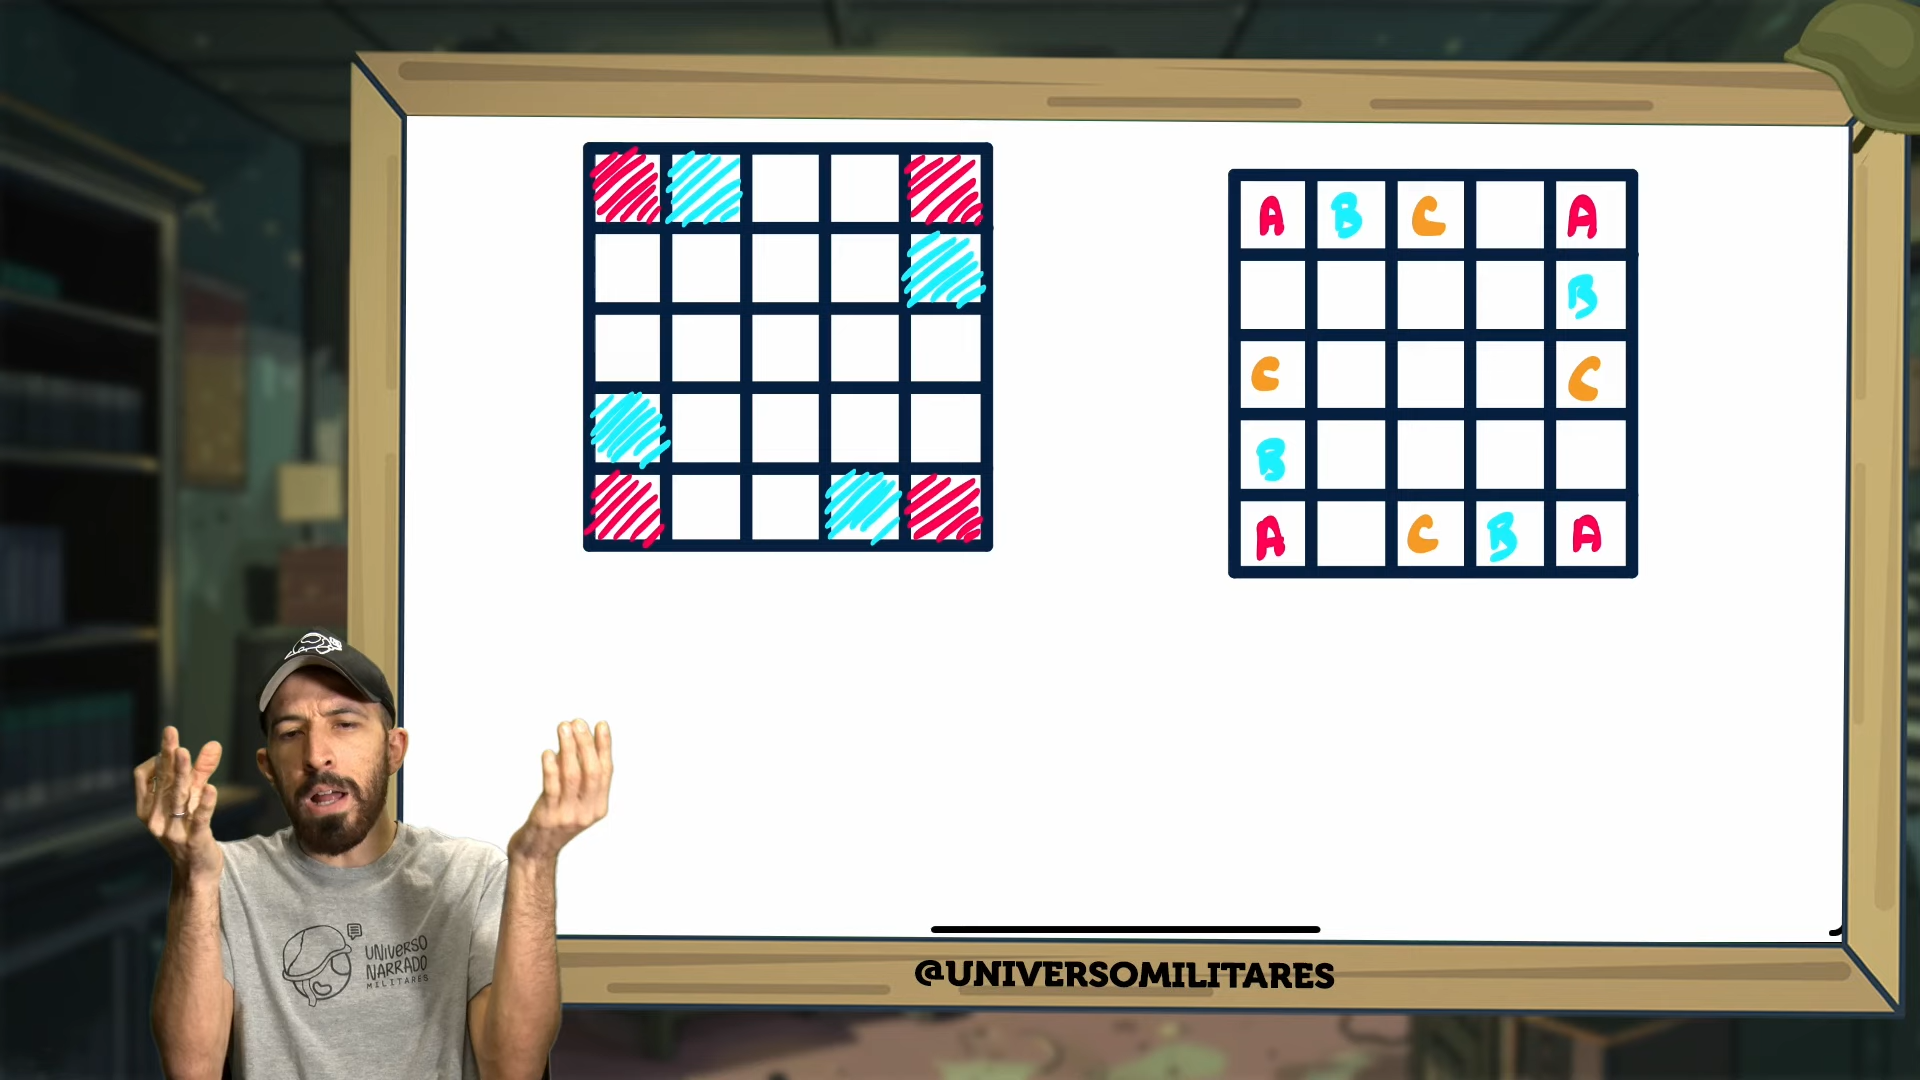 A B C A
B
C C
B
A C B A
UNIVERSO
NARRADO
MILITARES
@UNIVERSOMILITARES